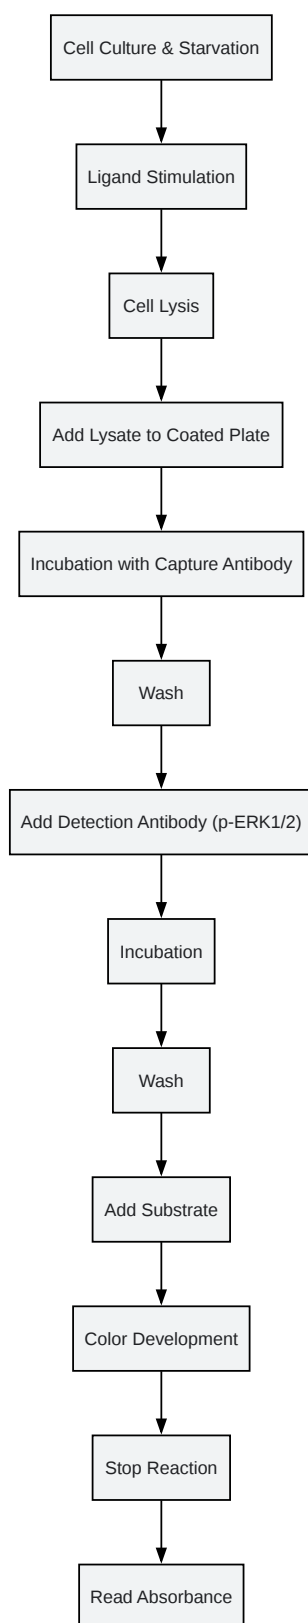 Cell Culture & Starvation
Ligand Stimulation
Cell Lysis
Add Lysate to Coated Plate
Incubation with Capture Antibody
Wash
Add Detection Antibody (p-ERK1/2)
Incubation
Wash
Add Substrate
Color Development
Stop Reaction
Read Absorbance